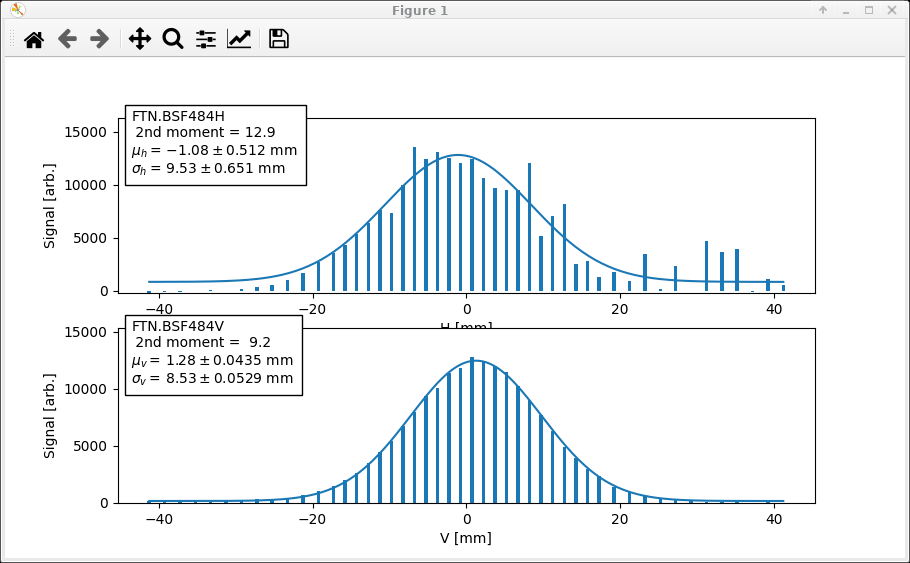 Figure 1
FTN.BSF484H
2nd moment = 12.9
μh = −1.08 ± 0.512 mm
σh = 9.53 ± 0.651 mm
15000
10000
5000
0
Signal [arb.]
−40 −20 0 20 40
H [mm]
FTN.BSF484V
2nd moment = 9.2
μv = 1.28 ± 0.0435 mm
σv = 8.53 ± 0.0529 mm
15000
10000
5000
0
Signal [arb.]
−40 −20 0 20 40
V [mm]